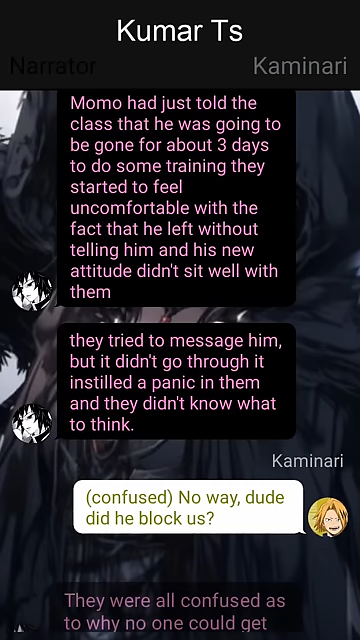 Kumar Ts
Narrator
Kaminari
Momo had just told the
class that he was going to
be gone for about 3 days
to do some training they
started to feel
uncomfortable with the
fact that he left without
telling him and his new
attitude didn't sit well with
them
they tried to message him,
but it didn't go through it
instilled a panic in them
and they didn't know what
to think.
Kaminari
(confused) No way, dude
did he block us?
They were all confused as
to why no one could get